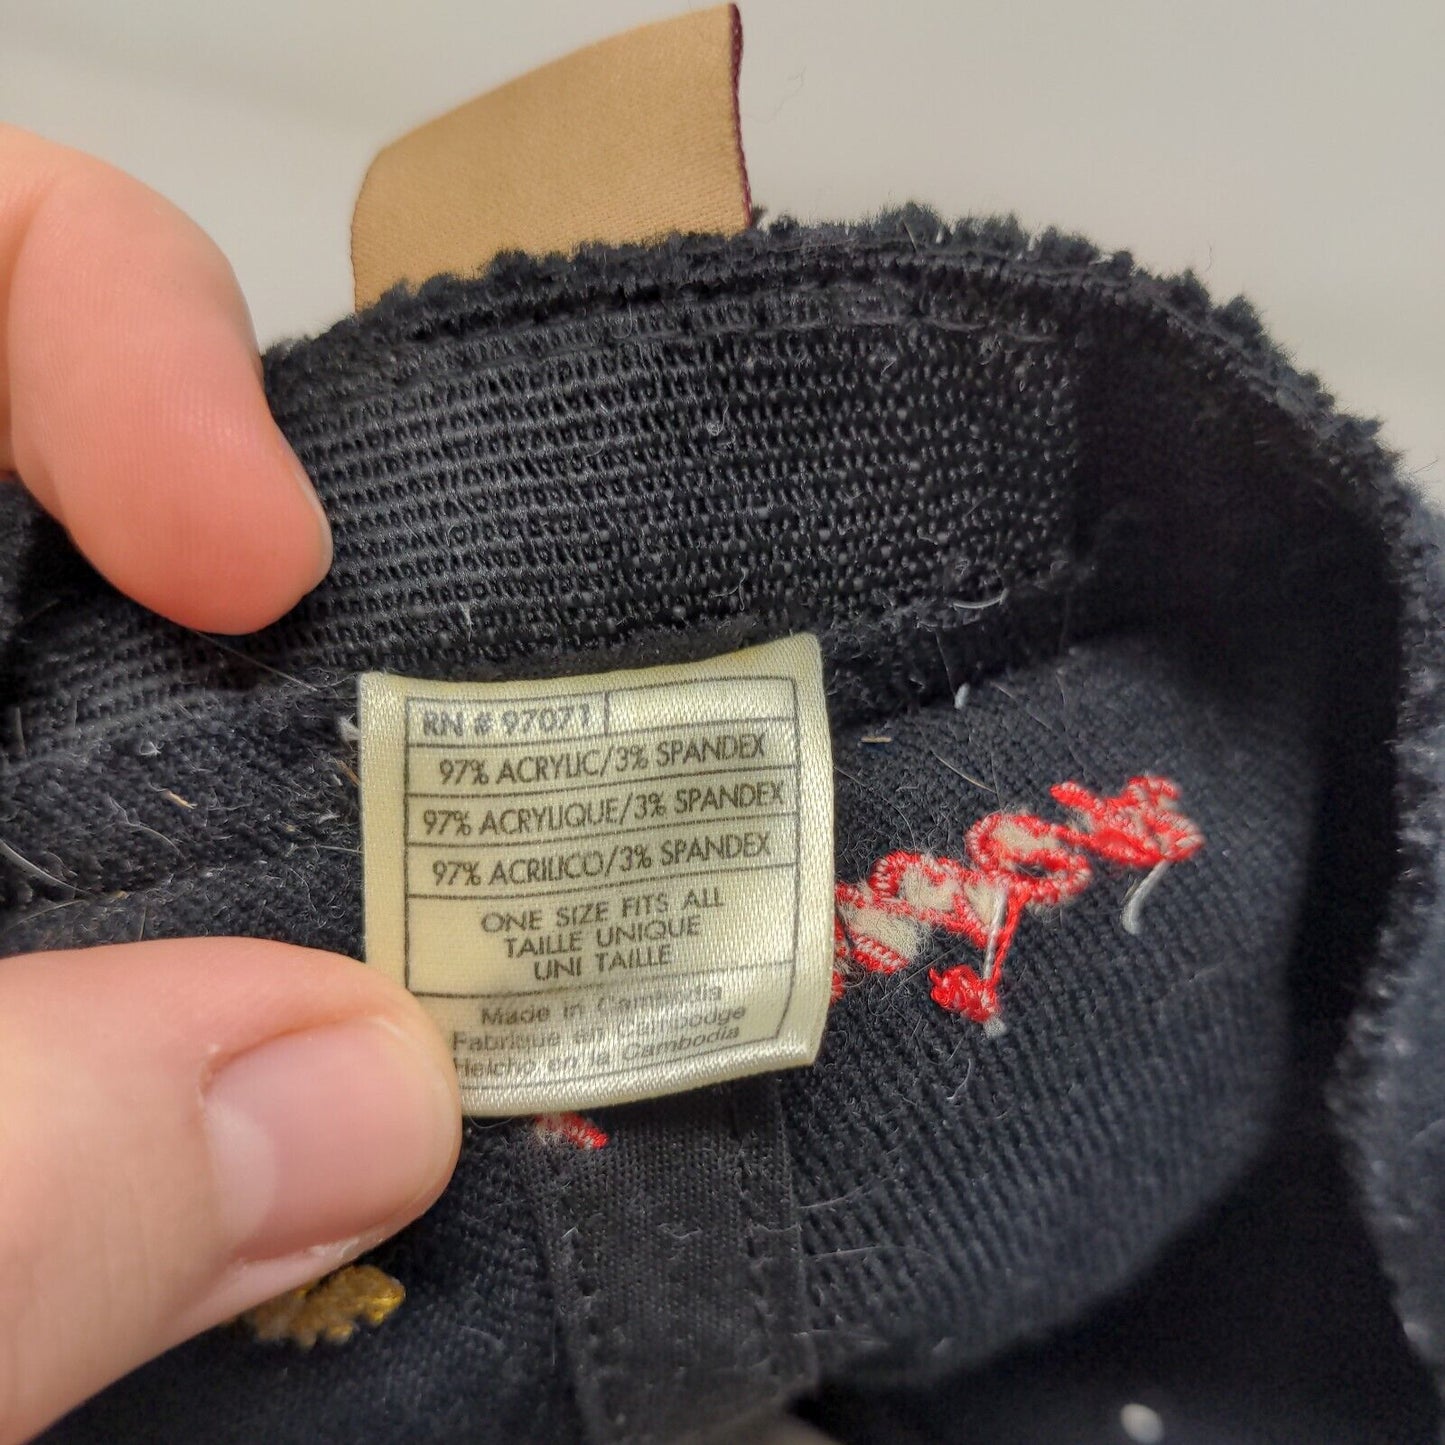 RN # 97071
97% ACRYLIC/3% SPANDEX
97% ACRYLIQUE/3% SPANDEX
97% ACRILICO/3% SPANDEX
ONE SIZE FITS ALL
TAILLE UNIQUE
UNI TAILLE
Made in Cambodia
Fabrique en Cambodge
Helcho en la Cambodia